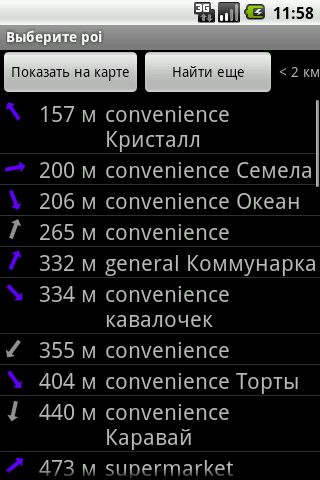 3G 11:58
Выберите poi
Показать на карте Найти еще < 2 км
157 м convenience
Кристалл
200 м convenience Семела
206 м convenience Океан
265 м convenience
332 м general Коммунарка
334 м convenience
кавалочек
355 м convenience
404 м convenience Торты
440 м convenience
Каравай
473 м supermarket